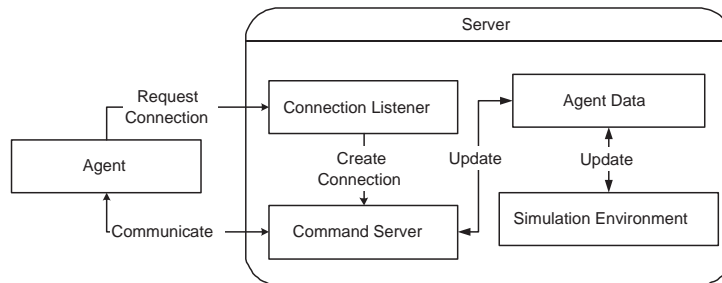 Server
Request
Connection
Connection Listener
Agent Data
Agent
Create
Connection
Update
Update
Communicate
Command Server
Simulation Environment